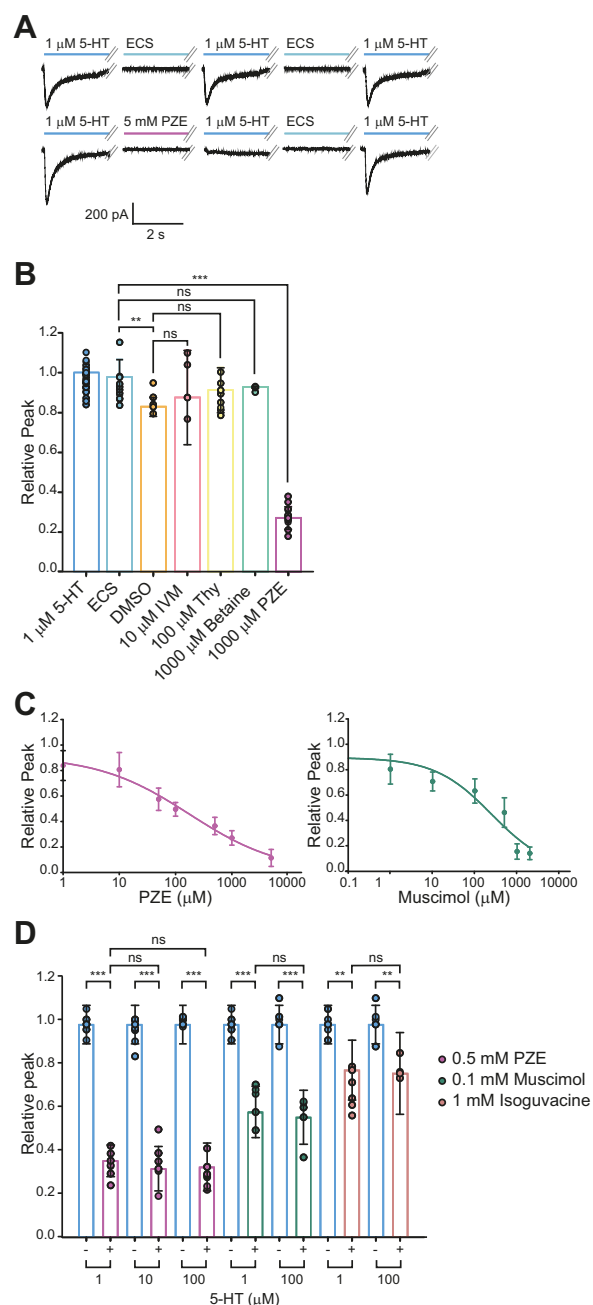 A
1 μM 5-HT ECS 1 μM 5-HT ECS 1 μM 5-HT
1 μM 5-HT 5 mM PZE 1 μM 5-HT ECS 1 μM 5-HT
200 pA
2 s
B
***
ns
ns
**
ns
1.2
1.0
0.8
0.6
0.4
0.2
0.0
Relative Peak
1 μM 5-HT
ECS
DMSO
10 μM IVM
100 μM Thy
1000 μM Betaine
1000 μM PZE
C
1.2
1.0
0.8
0.6
0.4
0.2
0.0
Relative Peak
1 10 100 1000 10000
PZE (μM)
1.2
1.0
0.8
0.6
0.4
0.2
0.0
Relative Peak
0.1 1 10 100 1000 10000
Muscimol (μM)
D
ns
ns ns ns
*** *** *** *** *** ** **
1.2
1.0
0.8
0.6
0.4
0.2
0.0
Relative peak
0.5 mM PZE
0.1 mM Muscimol
1 mM Isoguvacine
- + - + - + - + - + - + - +
1 10 100 1 100 1 100
5-HT (μM)